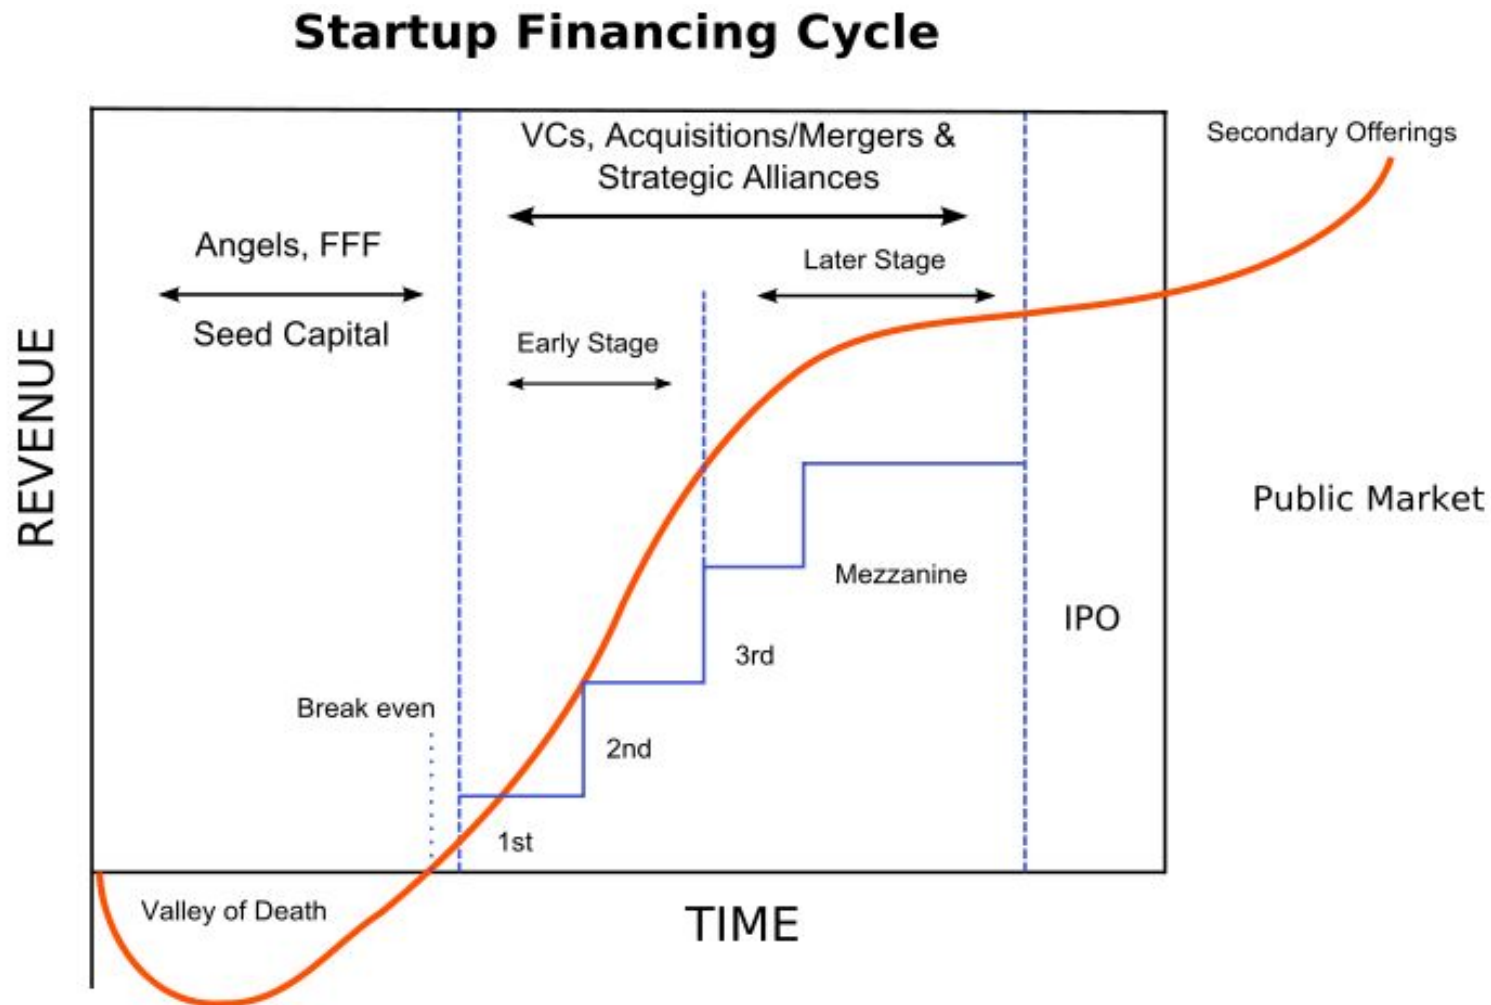 Startup Financing Cycle
VCs, Acquisitions/Mergers &
Strategic Alliances
Secondary Offerings
Angels, FFF
Seed Capital
Later Stage
Early Stage
REVENUE
Public Market
Mezzanine
IPO
3rd
Break even
2nd
1st
Valley of Death
TIME